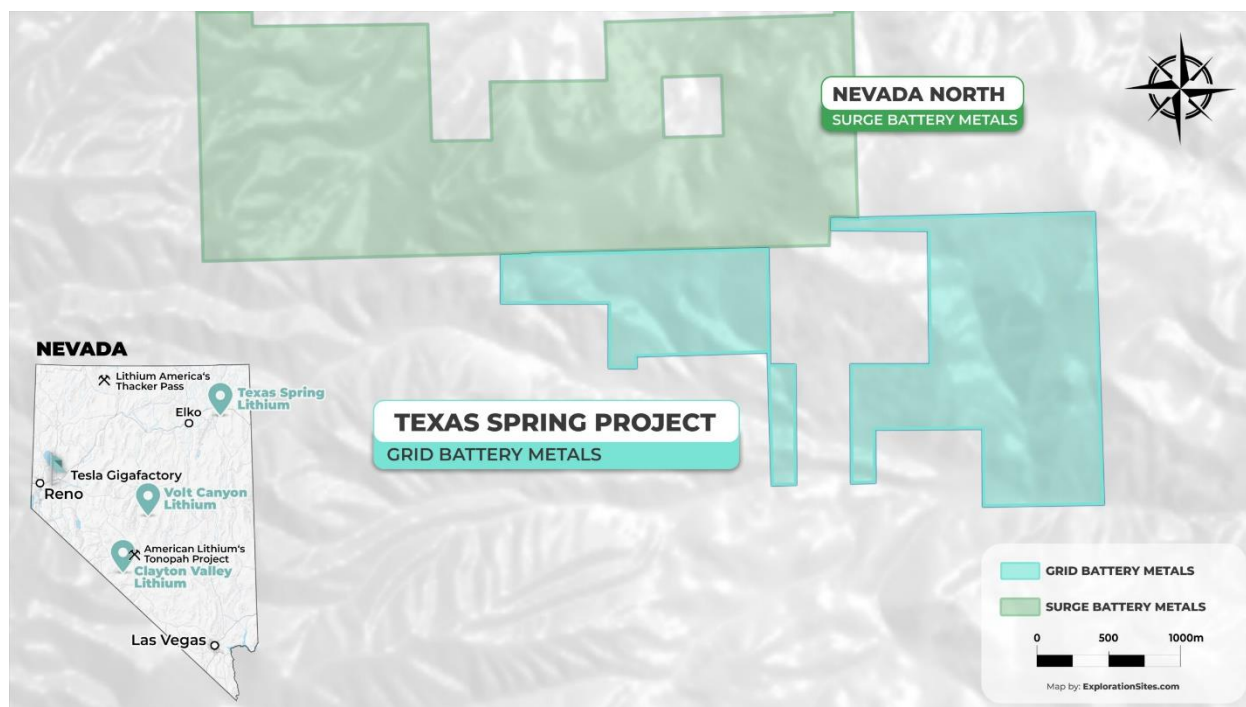 NEVADA NORTH
SURGE BATTERY METALS
TEXAS SPRING PROJECT
GRID BATTERY METALS
NEVADA
Lithium America's
Thacker Pass
Texas Spring
Lithium
Elko
Tesla Gigafactory
Reno
Volt Canyon
Lithium
American Lithium's
Tonopah Project
Clayton Valley
Lithium
Las Vegas
GRID BATTERY METALS
SURGE BATTERY METALS
0 500 1000m
Map by: ExplorationSites.com